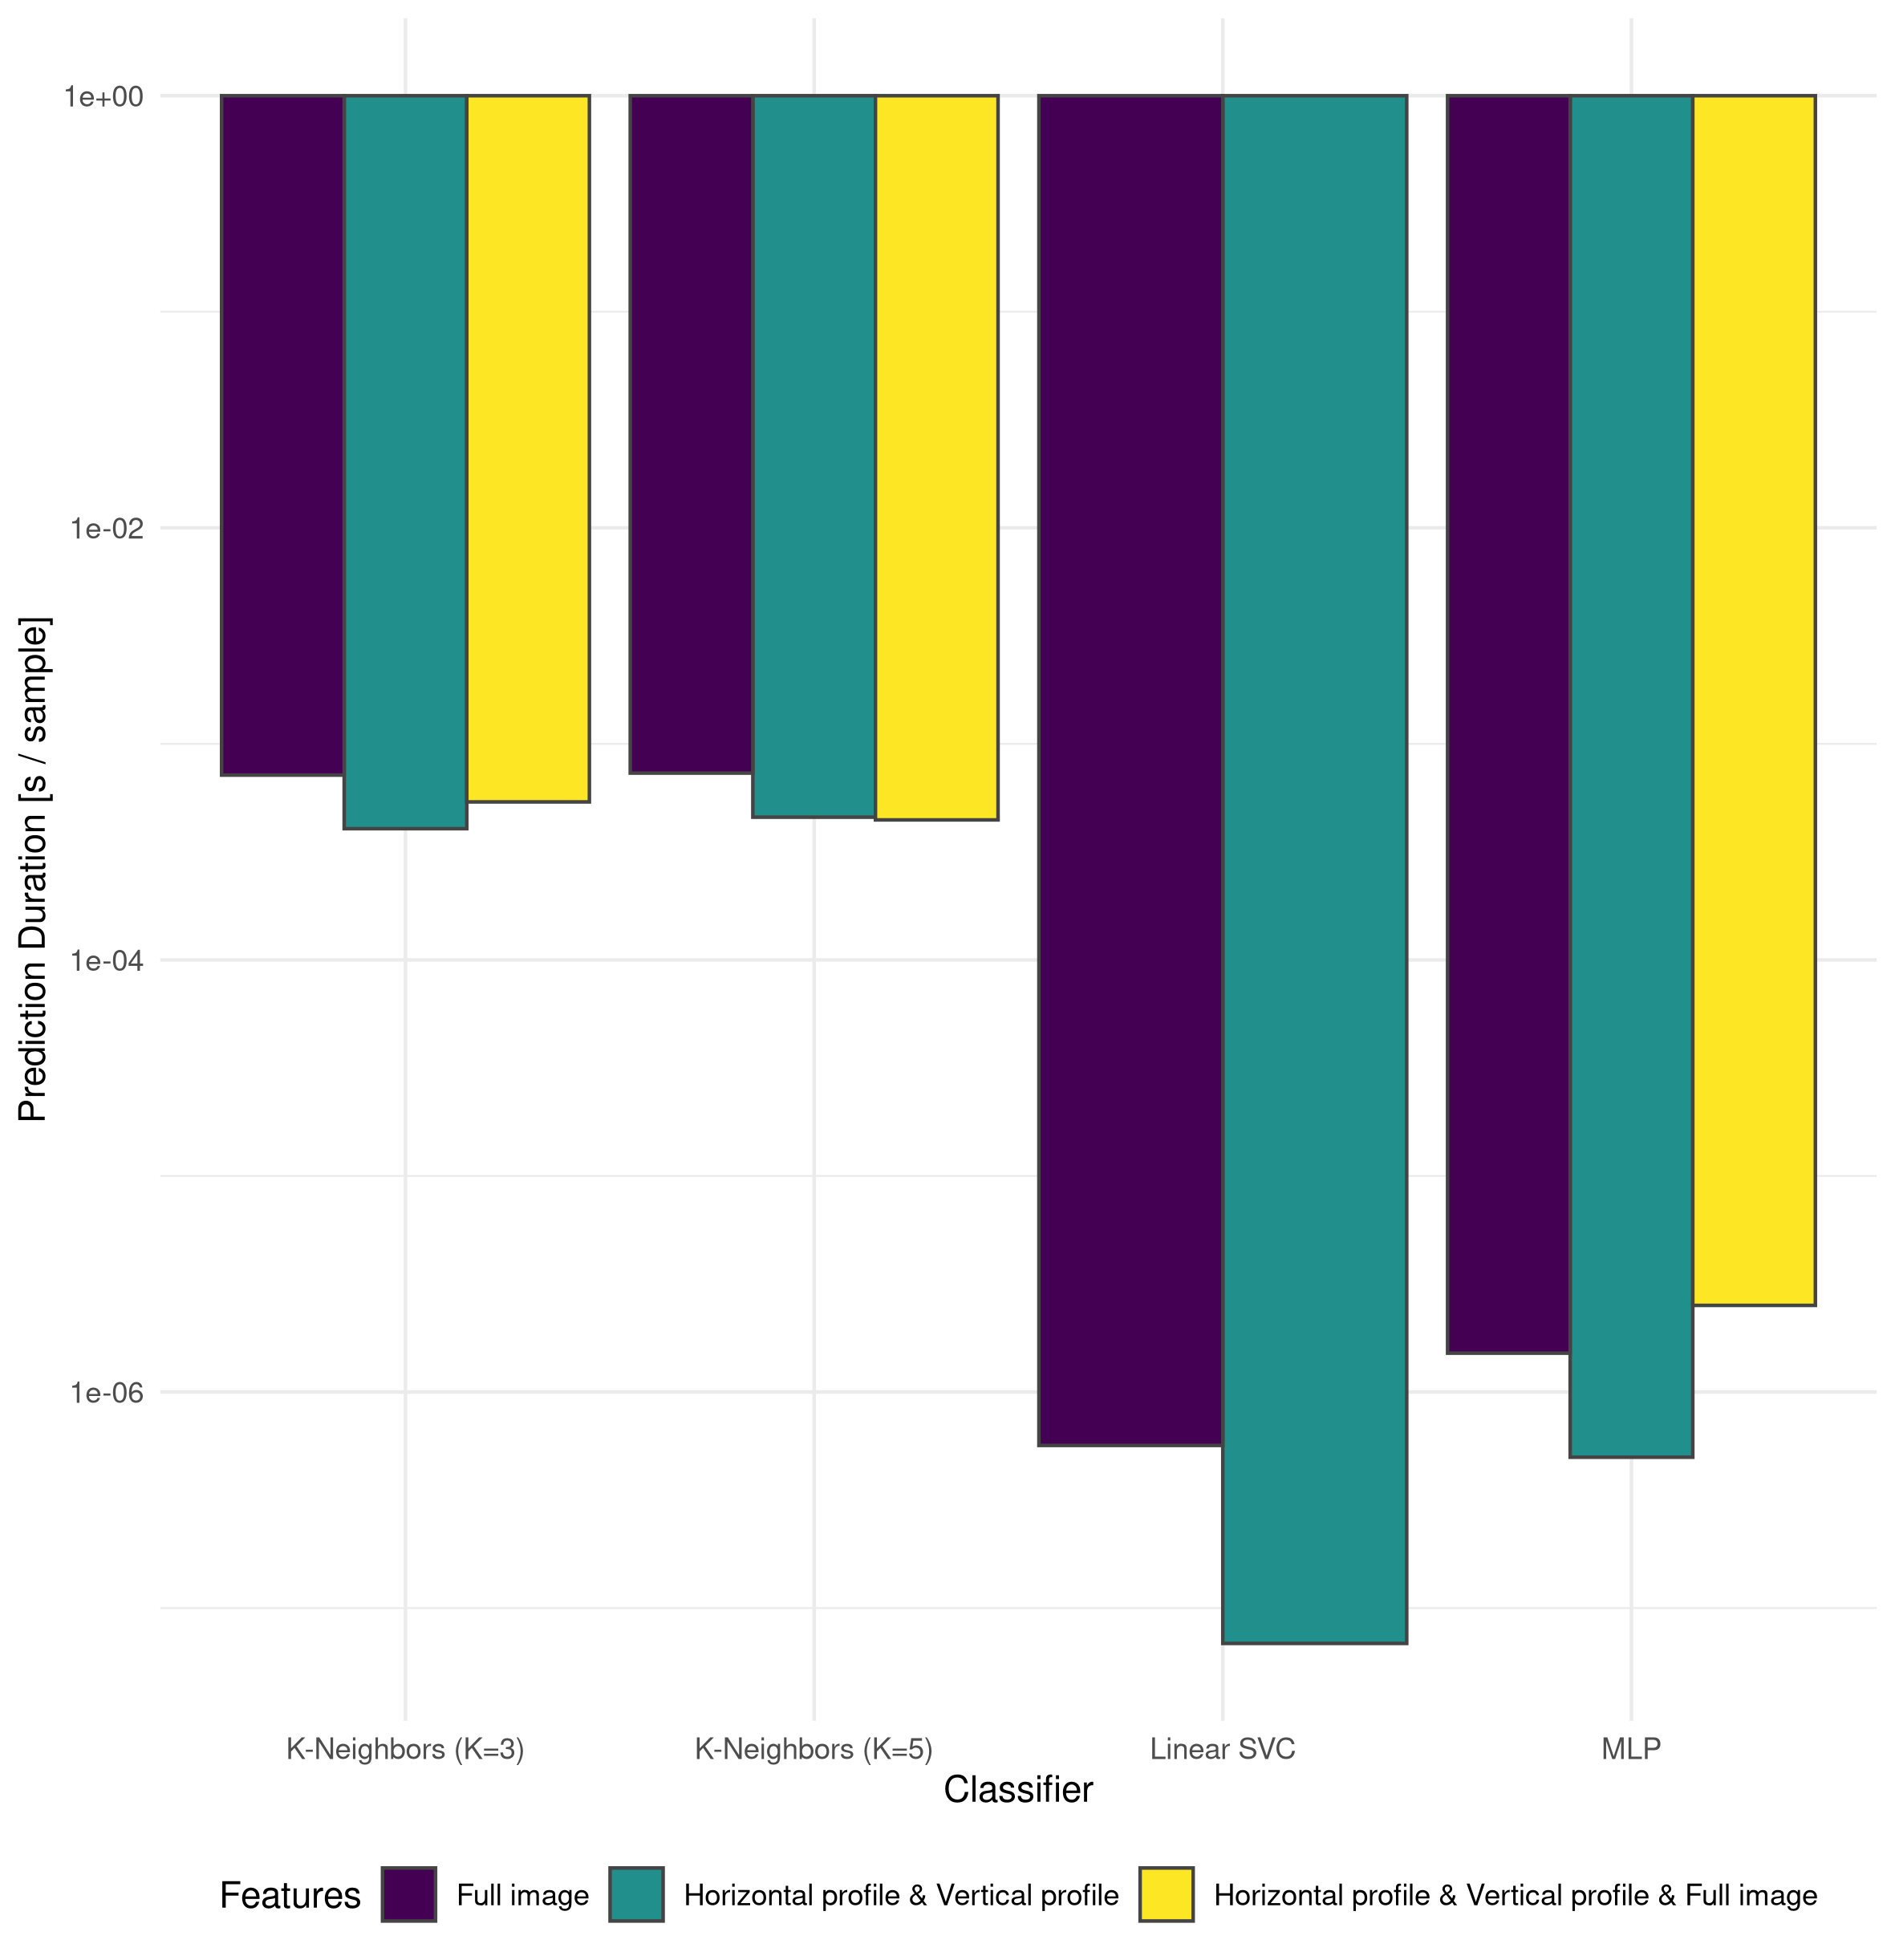 1e+00
1e-02
1e-04
1e-06
Prediction Duration [s / sample]
K-Neighbors (K=3) K-Neighbors (K=5) Linear SVC MLP
Classifier
Features Full image Horizontal profile & Vertical profile Horizontal profile & Vertical profile & Full image